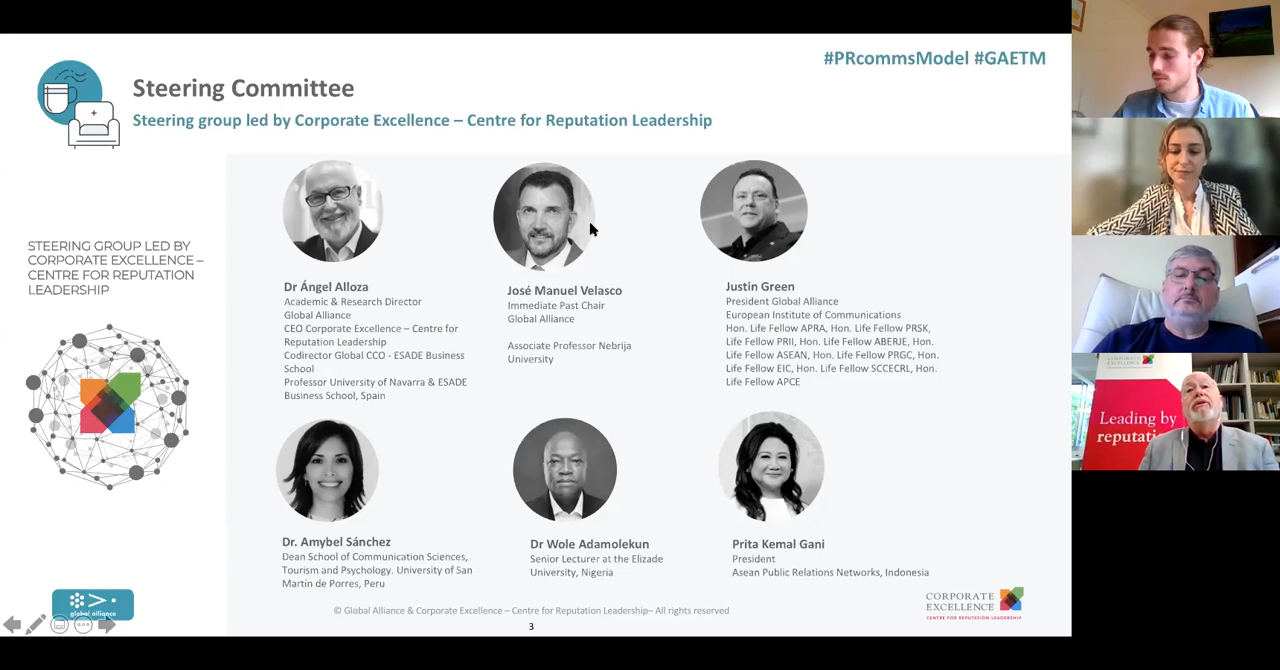 #PRcommsModel #GAETM
Steering Committee
Steering group led by Corporate Excellence – Centre for Reputation Leadership
STEERING GROUP LED BY
CORPORATE EXCELLENCE –
CENTRE FOR REPUTATION
LEADERSHIP
Dr Ángel Alloza
Academic & Research Director
Global Alliance
CEO Corporate Excellence – Centre for
Reputation Leadership
Codirector Global CCO - ESADE Business
School
Professor University of Navarra & ESADE
Business School, Spain
José Manuel Velasco
Immediate Past Chair
Global Alliance
Associate Professor Nebrija
University
Justin Green
President Global Alliance
European Institute of Communications
Hon. Life Fellow APRA, Hon. Life Fellow PRSK,
Life Fellow PRII, Hon. Life Fellow ABERJE, Hon.
Life Fellow ASEAN, Hon. Life Fellow PRGC, Hon.
Life Fellow EIC, Hon. Life Fellow SCCECRL, Hon.
Life Fellow APCE
Dr. Amybel Sánchez
Dean School of Communication Sciences,
Tourism and Psychology. University of San
Martín de Porres, Peru
Dr Wole Adamolekun
Senior Lecturer at the Elizade
University, Nigeria
Prita Kemal Gani
President
Asean Public Relations Networks, Indonesia
global alliance
© Global Alliance & Corporate Excellence – Centre for Reputation Leadership– All rights reserved
3
CORPORATE
EXCELLENCE
CENTRE FOR REPUTATION LEADERSHIP
CORPORATE
EXCELLENCE
Leading by